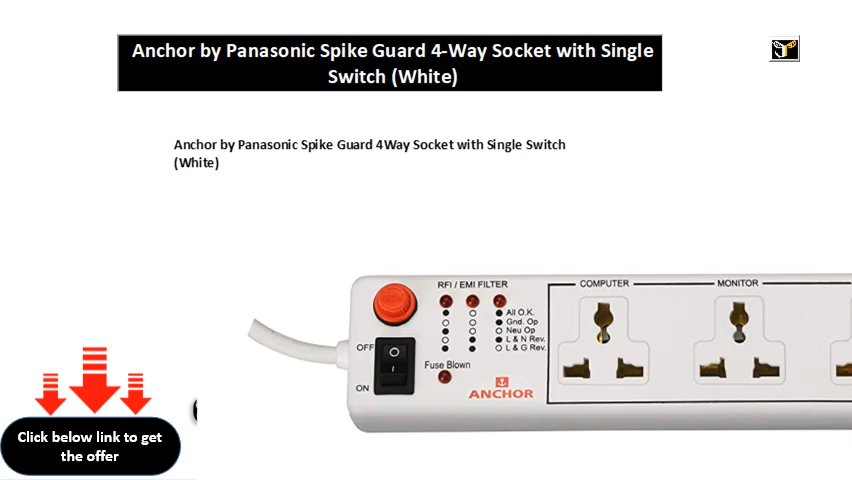 Anchor by Panasonic Spike Guard 4-Way Socket with Single
Switch (White)
Anchor by Panasonic Spike Guard 4Way Socket with Single Switch
(White)
RFI / EMI FILTER
COMPUTER
MONITOR
All O.K.
Gnd. Op
Neu Op
L & N Rev.
L & G Rev.
OFF
ON
Fuse Blown
ANCHOR
Click below link to get
the offer